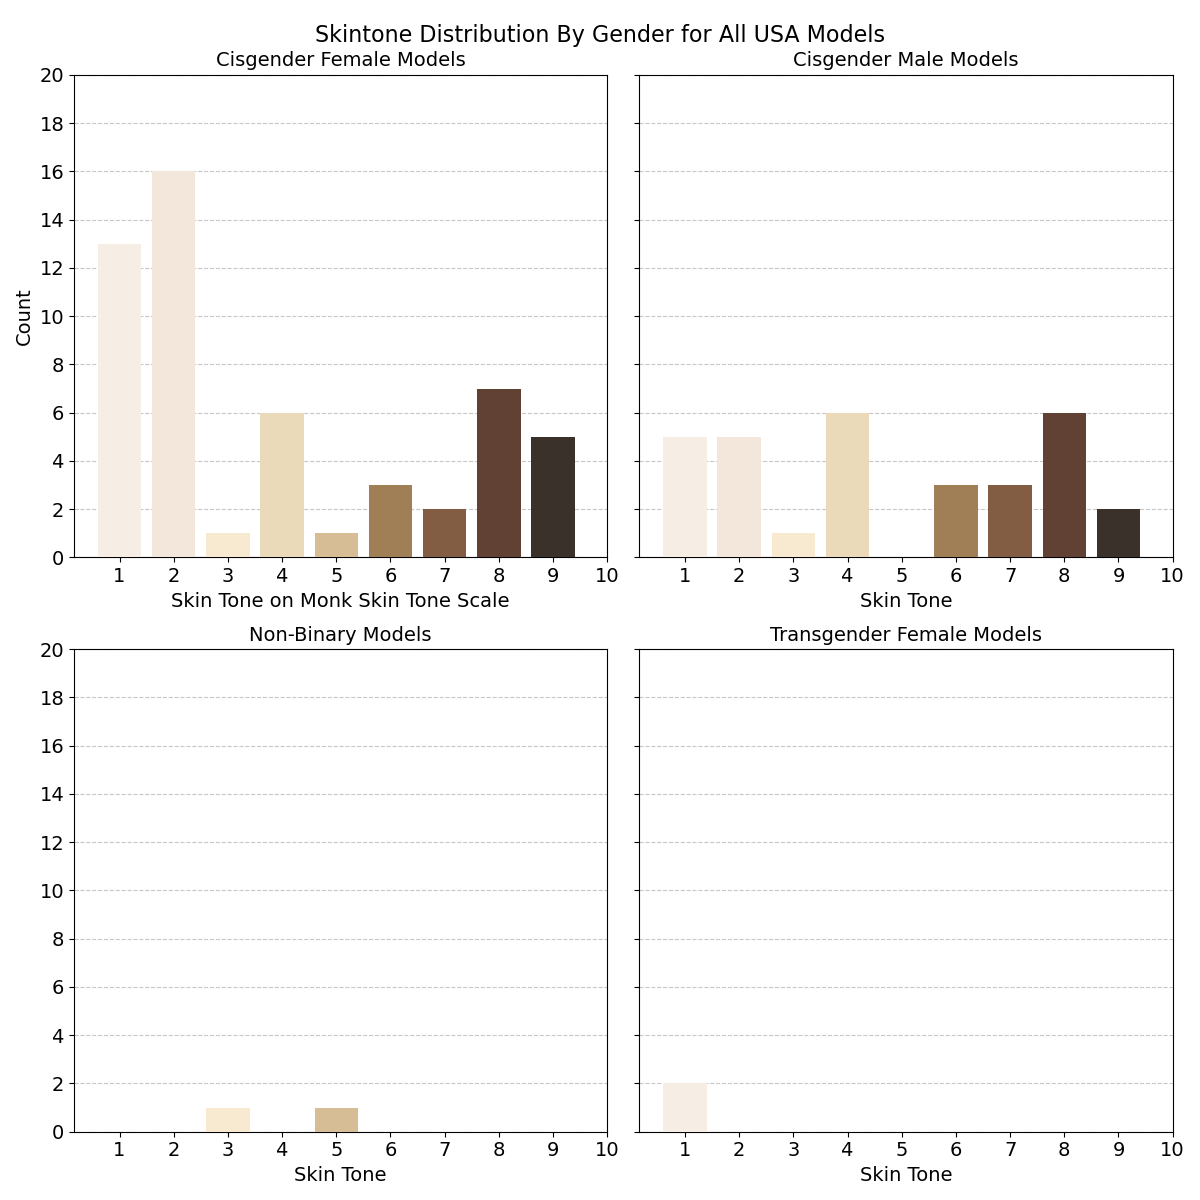 Skintone Distribution By Gender for All USA Models
Cisgender Female Models
20
18
16
14
12
10
8
6
4
2
0
Count
1 2 3 4 5 6 7 8 9 10
Skin Tone on Monk Skin Tone Scale
Cisgender Male Models
1 2 3 4 5 6 7 8 9 10
Skin Tone
Non-Binary Models
20
18
16
14
12
10
8
6
4
2
0
1 2 3 4 5 6 7 8 9 10
Skin Tone
Transgender Female Models
1 2 3 4 5 6 7 8 9 10
Skin Tone